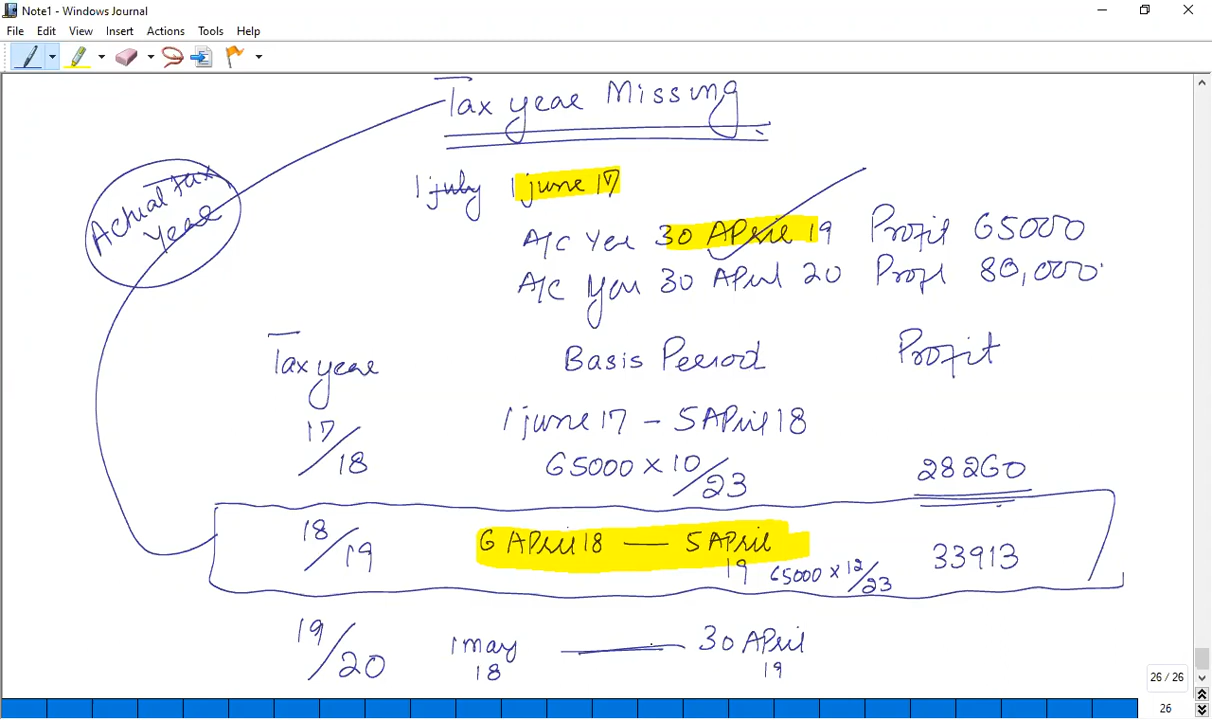 Note1 - Windows Journal
File Edit View Insert Actions Tools Help
Tax year Missing
Actual Tax year
1 july 1 june 17
A/c Yer 30 April 19 Profit 65000
A/c Year 30 April 20 Profit 80,000
Tax year Basis Period Profit
17/18 1 june 17 - 5 April 18
65000 × 10/23 28260
18/19 6 April 18 — 5 April 19 65000 × 12/23 33913
19/20 1 may 18 — 30 April 19
26 / 26
26